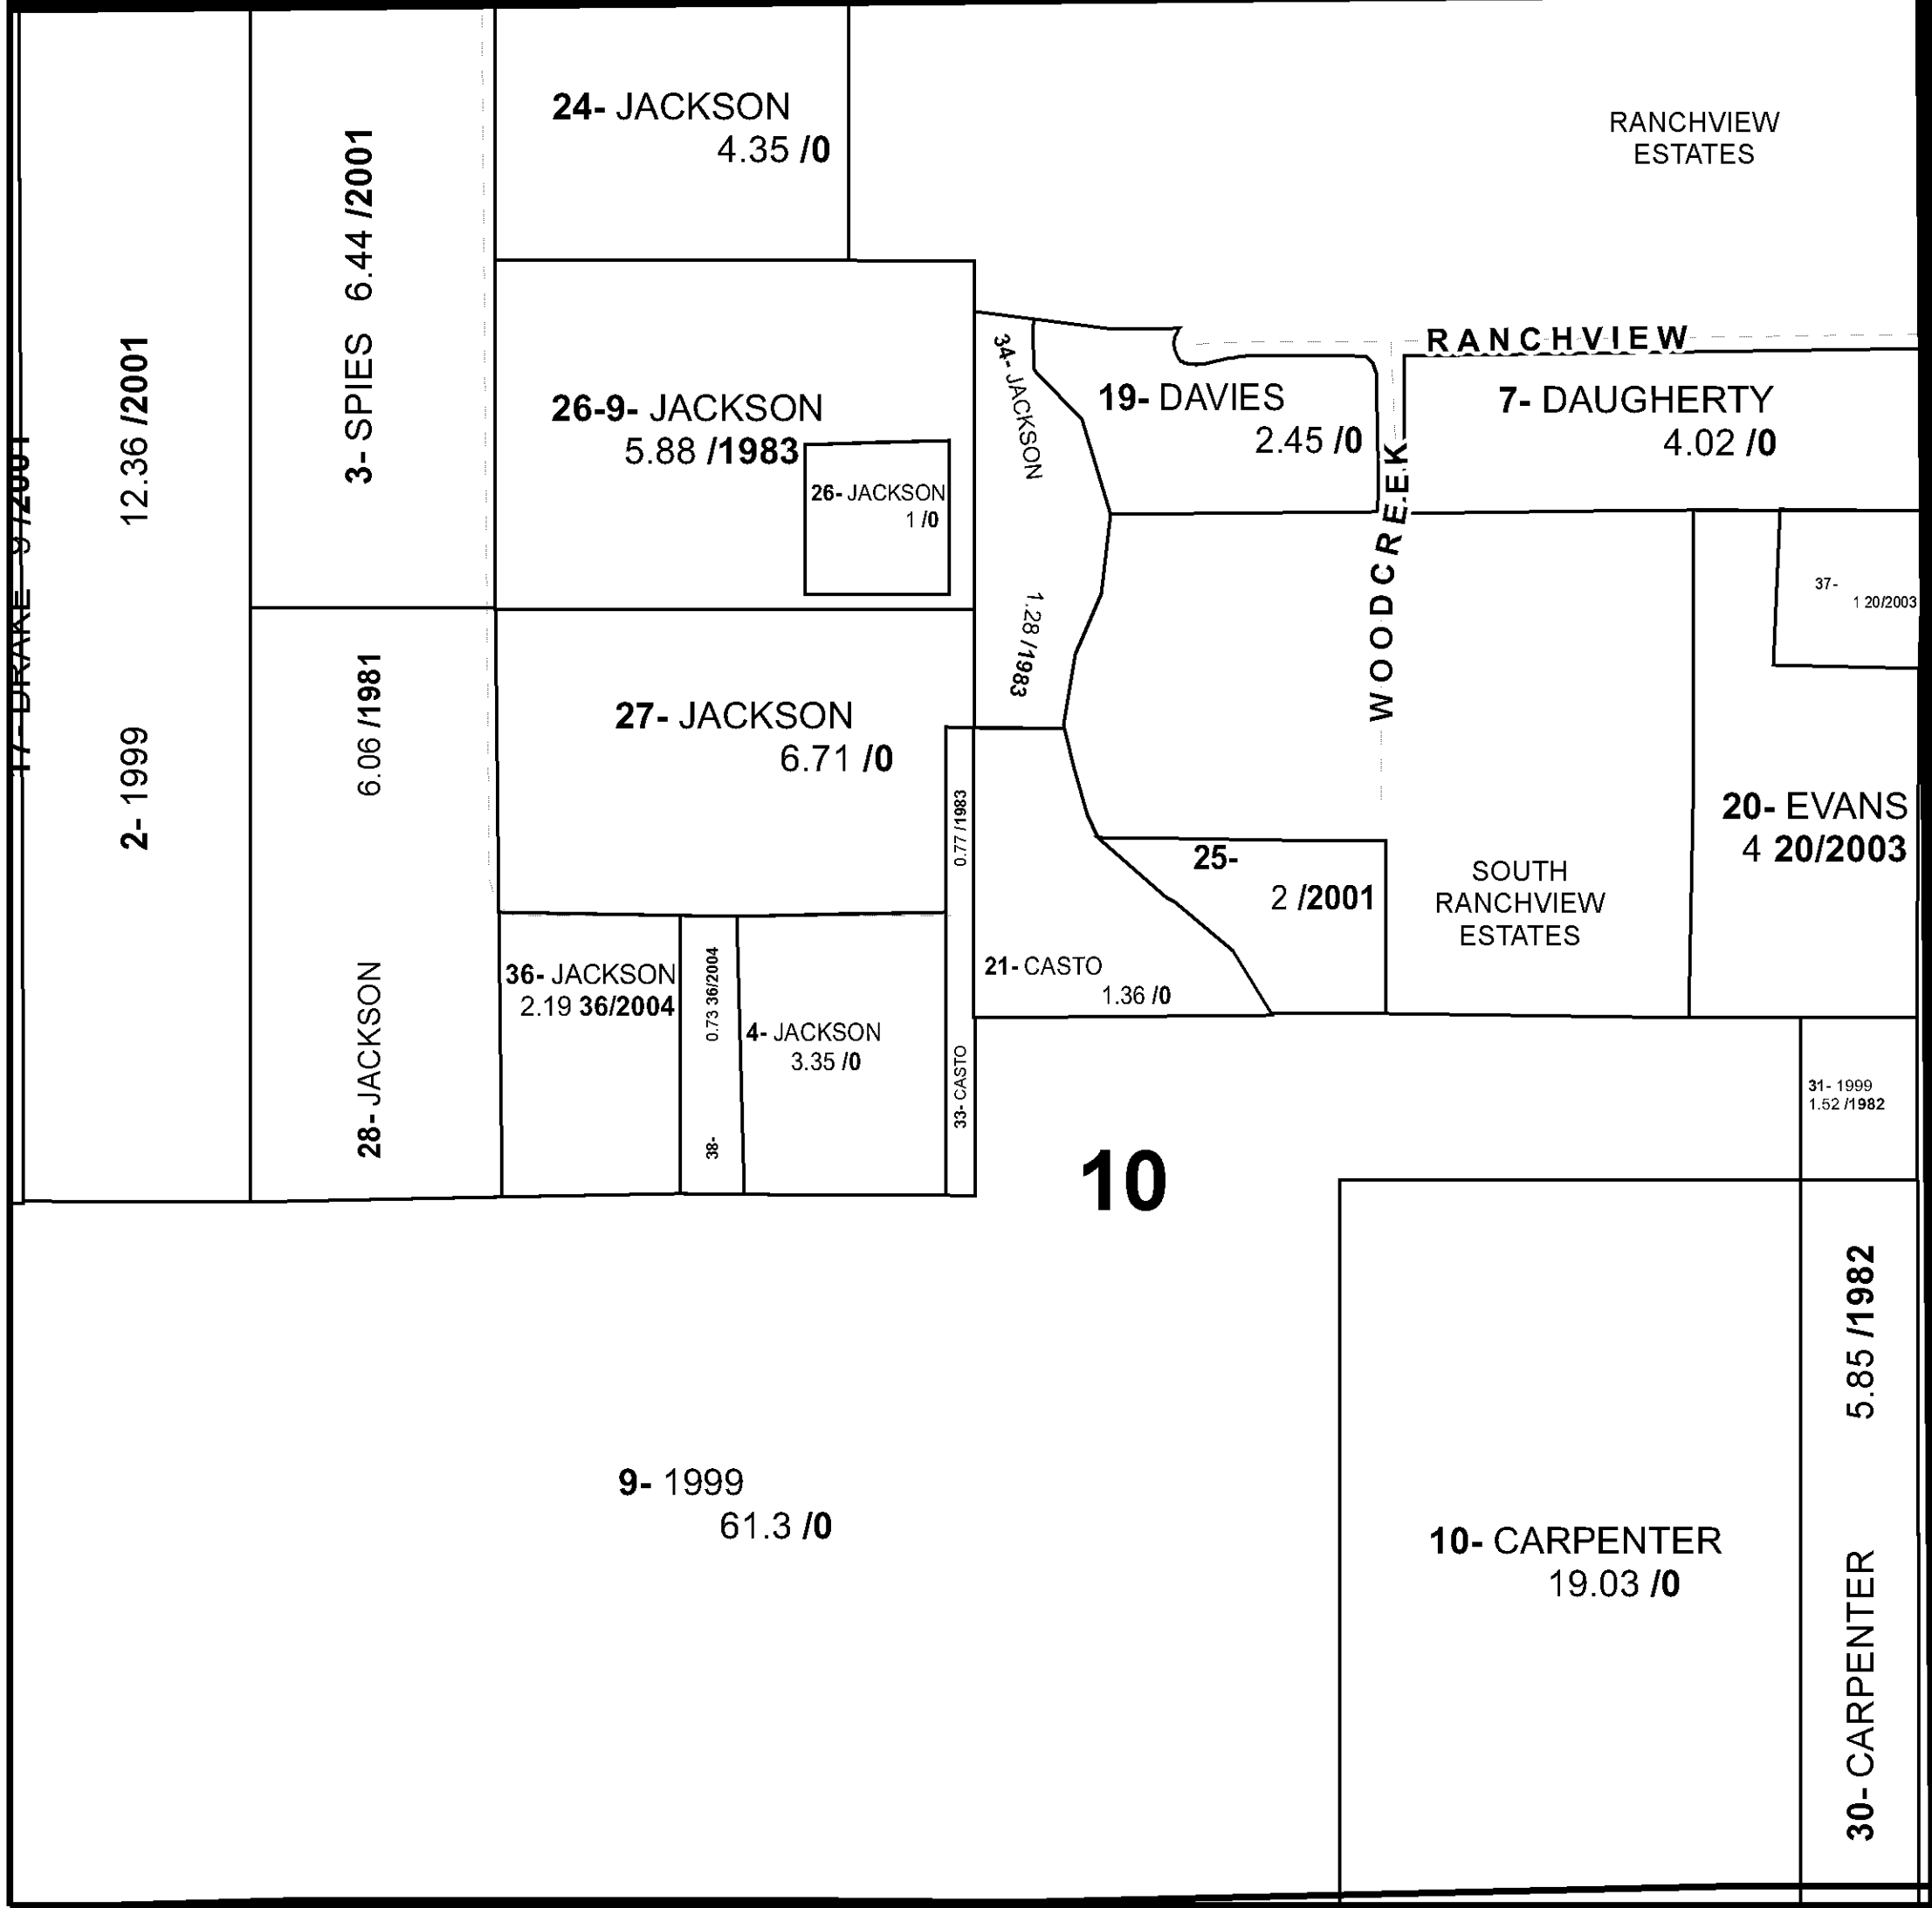 24- JACKSON
4.35 /0
RANCHVIEW
ESTATES
3- SPIES 6.44 /2001
2- 1999 12.36 /2001
17- DRAKE 9 /2001
26-9- JACKSON
5.88 /1983
26- JACKSON
1 /0
34- JACKSON 1.28 /1983
19- DAVIES
2.45 /0
RANCHVIEW
7- DAUGHERTY
4.02 /0
WOODCREEK
37-
1 20/2003
28- JACKSON 6.06 /1981
27- JACKSON
6.71 /0
33- CASTO 0.77 /1983
20- EVANS
4 20/2003
25-
2 /2001
SOUTH
RANCHVIEW
ESTATES
36- JACKSON
2.19 36/2004
38- 0.73 36/2004
4- JACKSON
3.35 /0
21- CASTO
1.36 /0
31- 1999
1.52 /1982
10
9- 1999
61.3 /0
10- CARPENTER
19.03 /0
30- CARPENTER 5.85 /1982